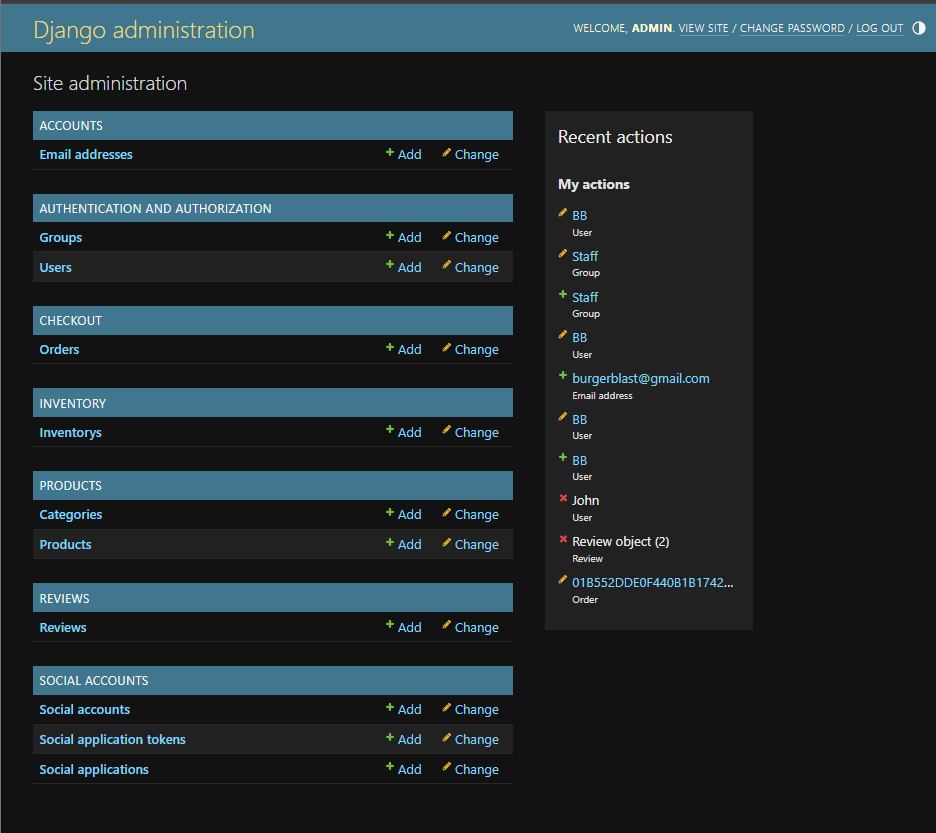 Django administration
WELCOME, ADMIN. VIEW SITE / CHANGE PASSWORD / LOG OUT
Site administration
ACCOUNTS
Email addresses Add Change
AUTHENTICATION AND AUTHORIZATION
Groups Add Change
Users Add Change
CHECKOUT
Orders Add Change
INVENTORY
Inventorys Add Change
PRODUCTS
Categories Add Change
Products Add Change
REVIEWS
Reviews Add Change
SOCIAL ACCOUNTS
Social accounts Add Change
Social application tokens Add Change
Social applications Add Change
Recent actions
My actions
BB
User
Staff
Group
Staff
Group
BB
User
burgerblast@gmail.com
Email address
BB
User
BB
User
John
User
Review object (2)
Review
01B552DDE0F440B1B1742...
Order